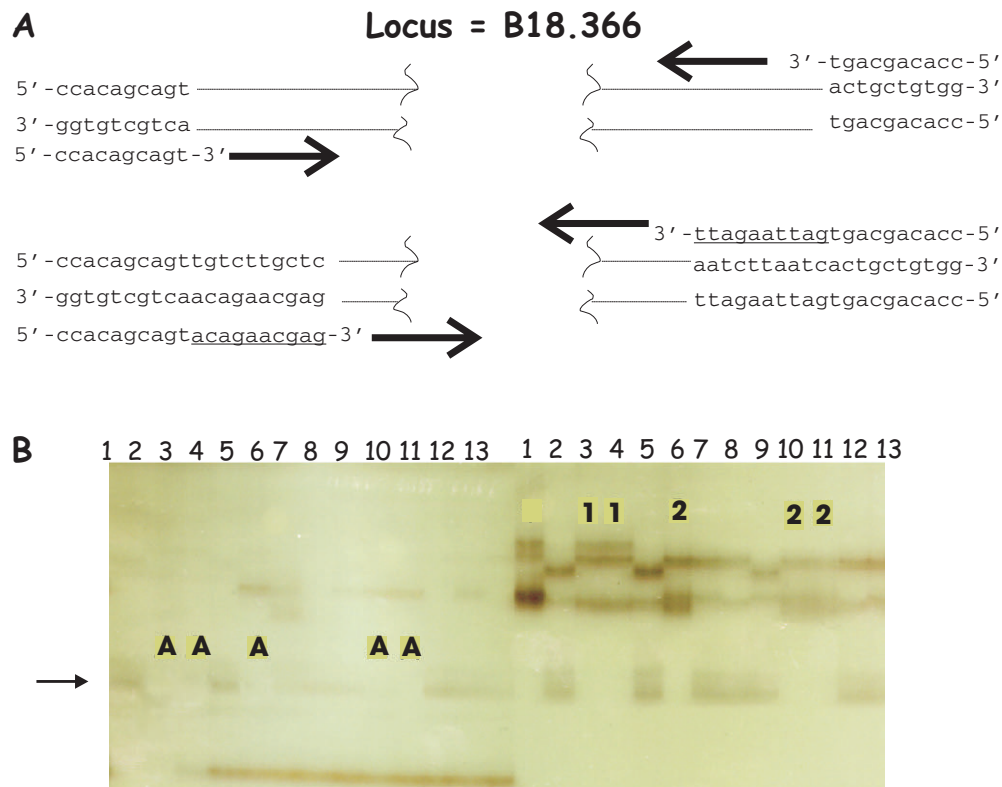 A
Locus = B18.366
3’-tgacgacacc-5’
5’-ccacagcagt
actgctgtgg-3’
3’-ggtgtcgtca
tgacgacacc-5’
5’-ccacagcagt-3’
3’-ttagaattagtgacgacacc-5’
5’-ccacagcagttgtcttgctc
aatcttaatcactgctgtgg-3’
3’-ggtgtcgtcaacagaacgag
ttagaattagtgacgacacc-5’
5’-ccacagcagtacagaacgag-3’
B
1 2 3 4 5 6 7 8 9 10 11 12 13
1 2 3 4 5 6 7 8 9 10 11 12 13
1 1 2 2 2
A A A A A